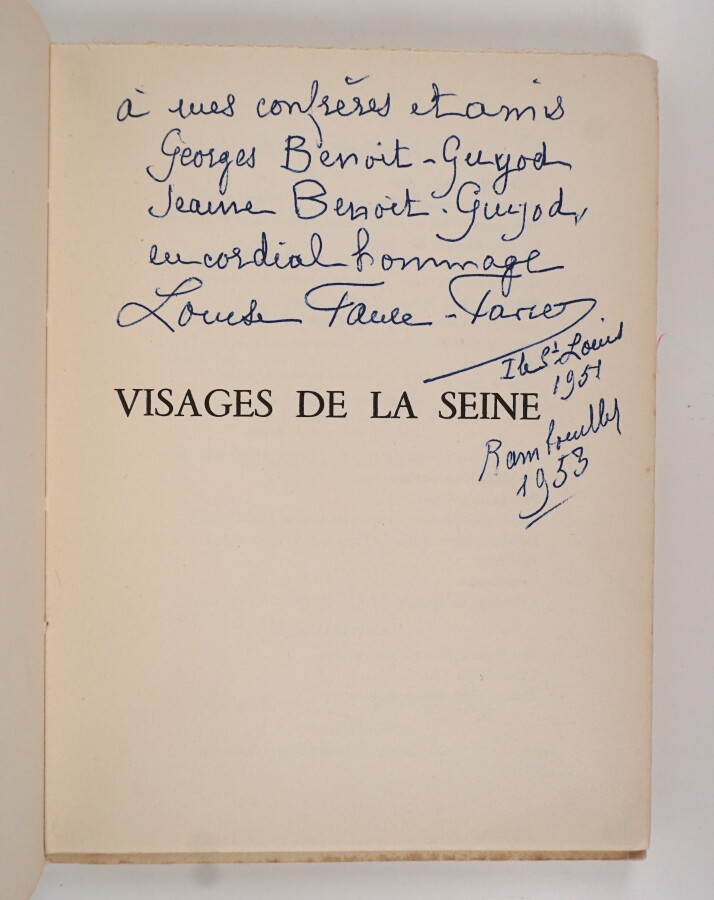 à mes confrères et amis
Georges Benoit-Guyod
Jeanne Benoit-Guyod,
en cordial hommage
Louise Faure-Favier
Ile St Louis
1951
VISAGES DE LA SEINE
Rambouillet
1953